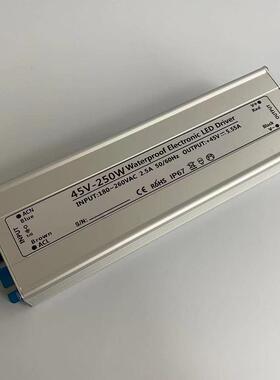 45V-250W Waterproof Electronic LED Driver
INPUT:180~260VAC 2.5A 50/60Hz OUTPUT:+45V⎓5.55A
S/N:
CE RoHS IP67
INPUT
ACN
Blue
Brown
ACL
OUTPUT
V+
Red
Black
V-